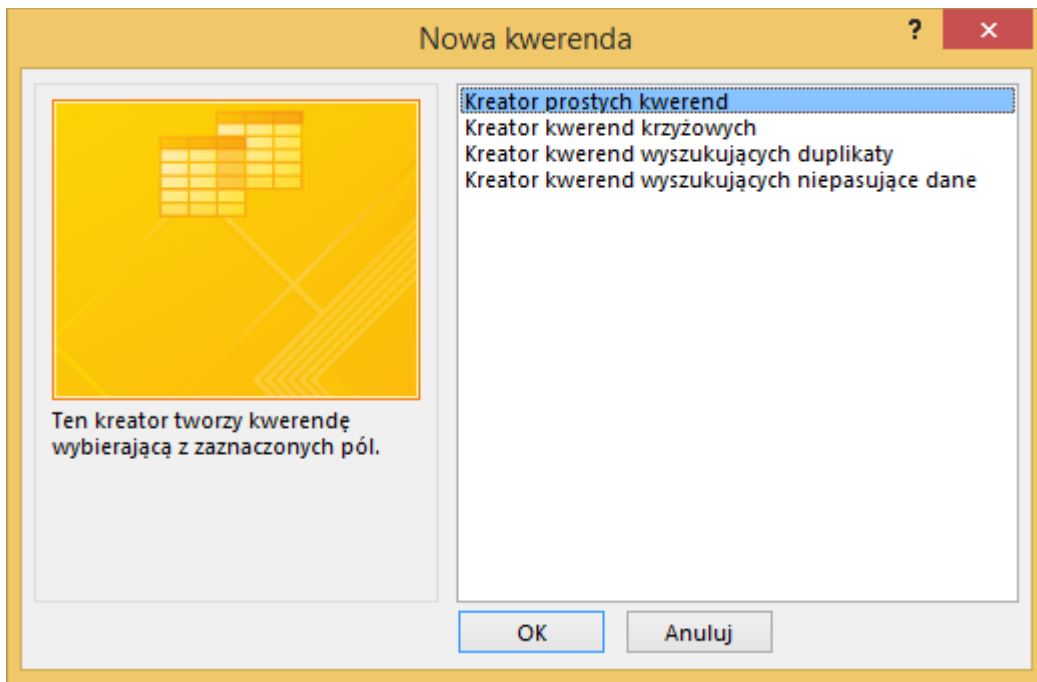 Nowa kwerenda
?
Kreator prostych kwerend
Kreator kwerend krzyżowych
Kreator kwerend wyszukujących duplikaty
Kreator kwerend wyszukujących niepasujące dane
Ten kreator tworzy kwerendę
wybierającą z zaznaczonych pól.
OK
Anuluj